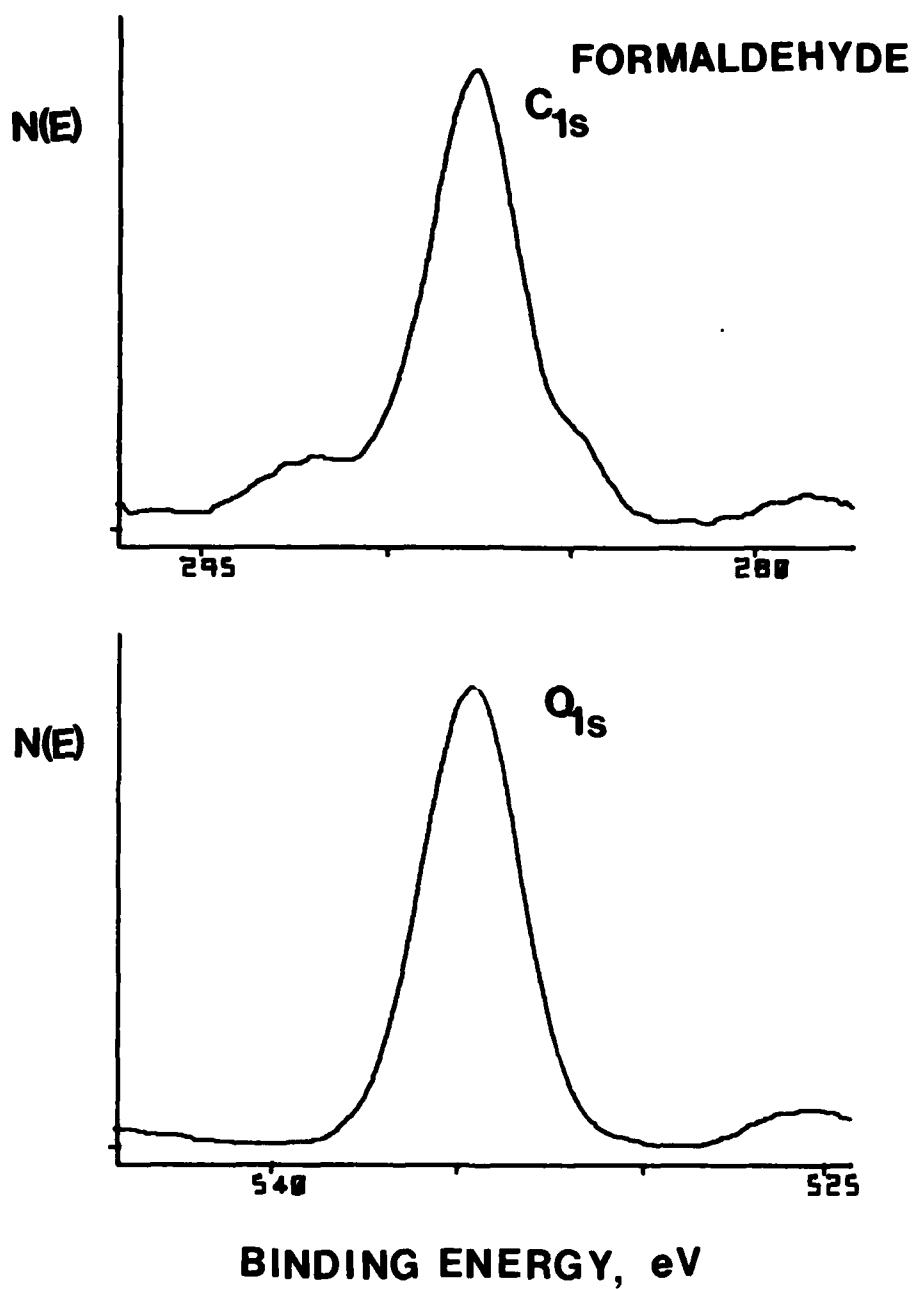 FORMALDEHYDE
C1s
N(E)
295 280
O1s
N(E)
540 525
BINDING ENERGY, eV